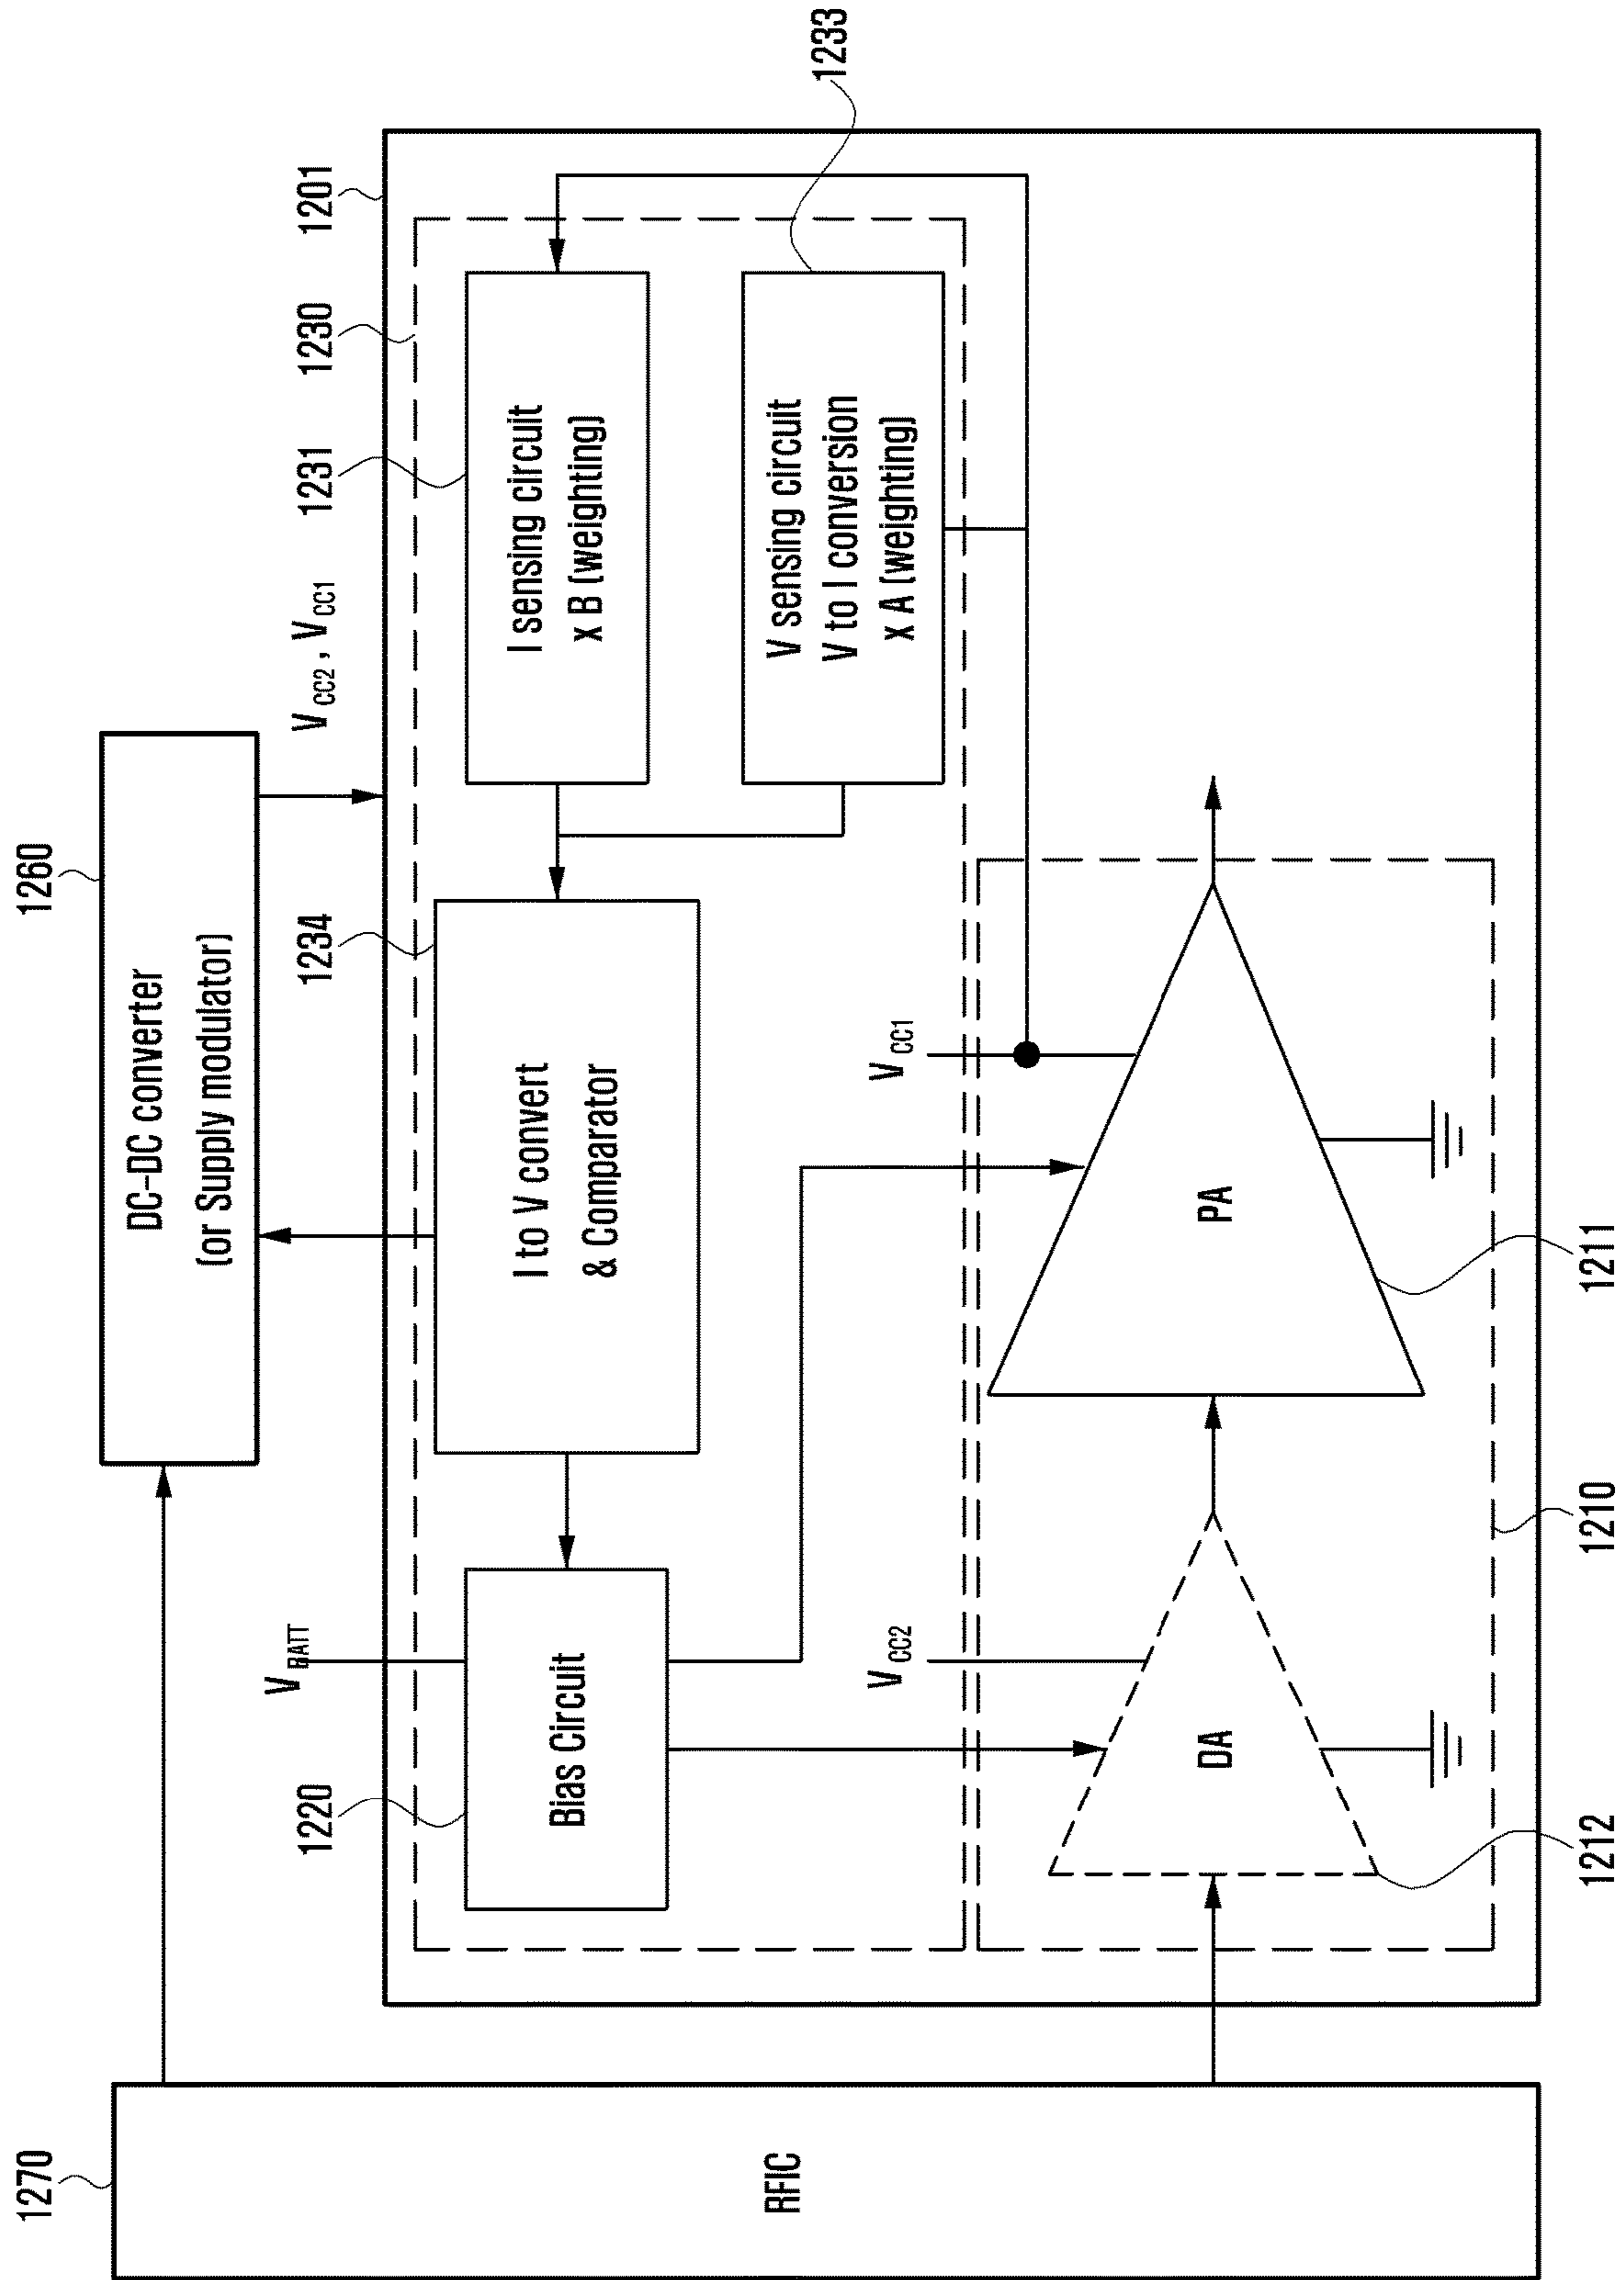 1270
RFIC
1260
DC-DC converter
(or Supply modulator)
V_CC2 , V_CC1
1201
1220
V_BATT
Bias Circuit
1234
I to V convert
& Comparator
1231
I sensing circuit
x B (weighting)
1230
V sensing circuit
V to I conversion
x A (weighting)
1233
V_CC2
DA
1212
V_CC1
PA
1211
1210